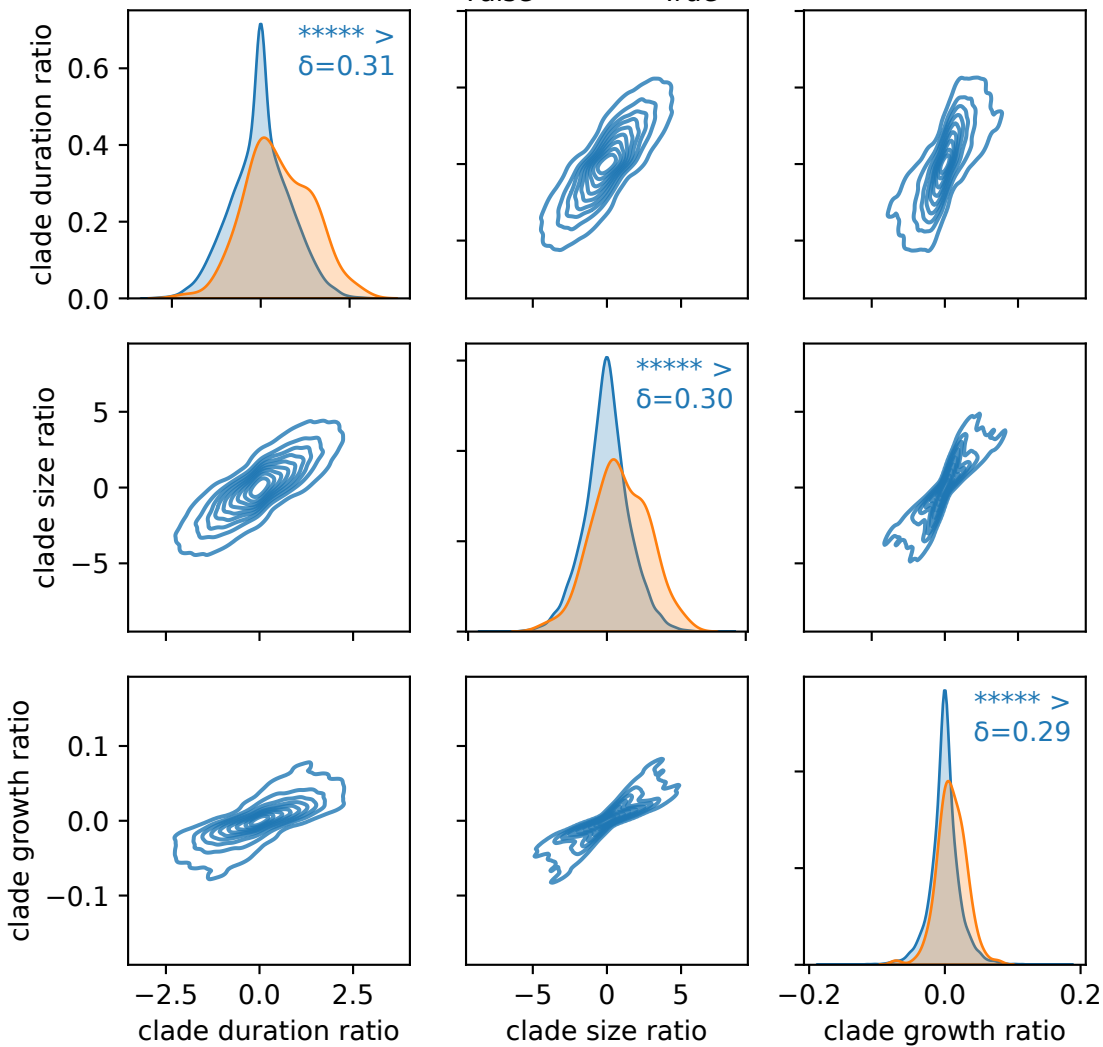 ***** >
δ=0.31
clade duration ratio
0.6
0.4
0.2
0.0
***** >
δ=0.30
clade size ratio
5
0
−5
***** >
δ=0.29
clade growth ratio
0.1
0.0
−0.1
−2.5 0.0 2.5
−5 0 5
−0.2 0.0 0.2
clade duration ratio
clade size ratio
clade growth ratio